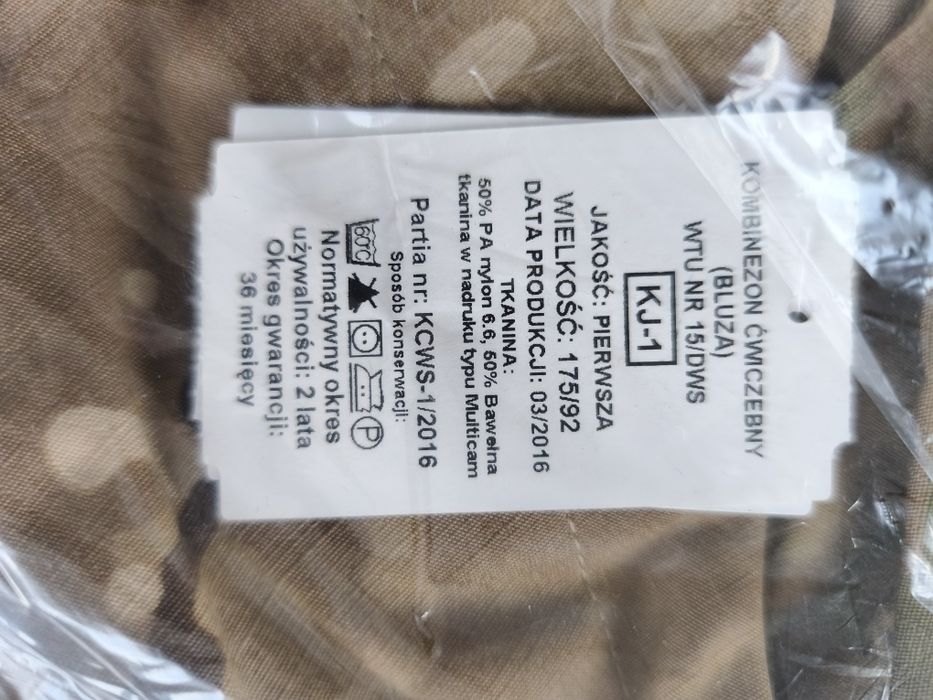 KOMBINEZON ĆWICZEBNY
(BLUZA)
WTU NR 15/DWS
KJ-1
JAKOŚĆ: PIERWSZA
WIELKOŚĆ: 175/92
DATA PRODUKCJI: 03/2016
TKANINA:
50% PA nylon 6.6, 50% Bawełna
tkanina w nadruku typu Multicam
Partia nr: KCWS-1/2016
Sposób konserwacji:
60°C P
Normatywny okres
używalności: 2 lata
Okres gwarancji:
36 miesięcy